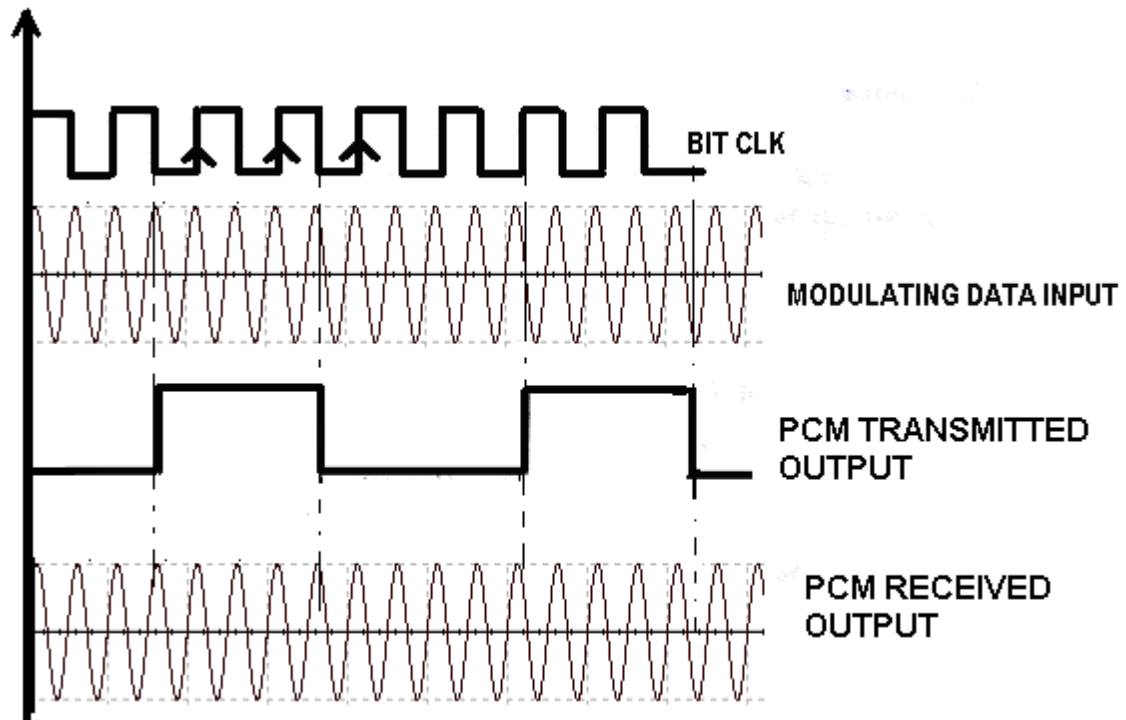 BIT CLK
MODULATING DATA INPUT
PCM TRANSMITTED
OUTPUT
PCM RECEIVED
OUTPUT